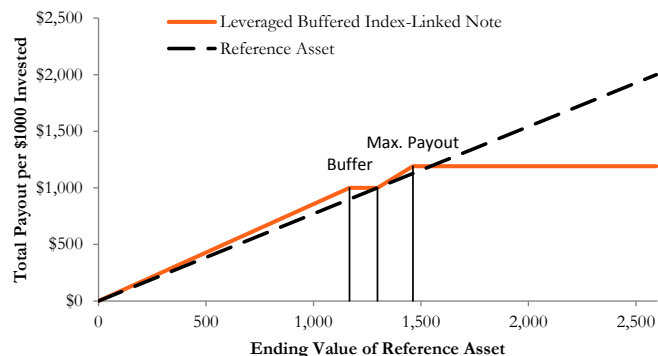 $2,500
$2,000
$1,500
$1,000
$500
$0
Total Payout per $1000 Invested
Leveraged Buffered Index-Linked Note
Reference Asset
Max. Payout
Buffer
0
500
1,000
1,500
2,000
2,500
Ending Value of Reference Asset